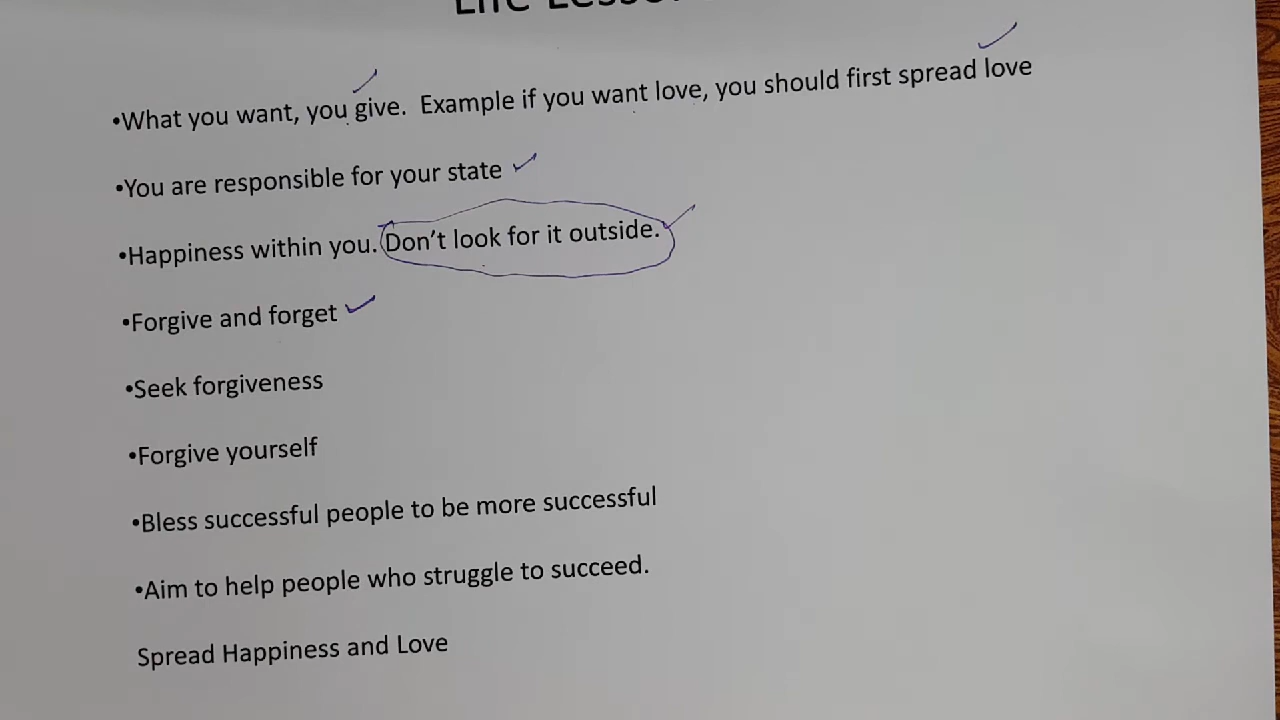 Life Lesson
•What you want, you give.  Example if you want love, you should first spread love
•You are responsible for your state
•Happiness within you. Don't look for it outside.
•Forgive and forget
•Seek forgiveness
•Forgive yourself
•Bless successful people to be more successful
•Aim to help people who struggle to succeed.
Spread Happiness and Love